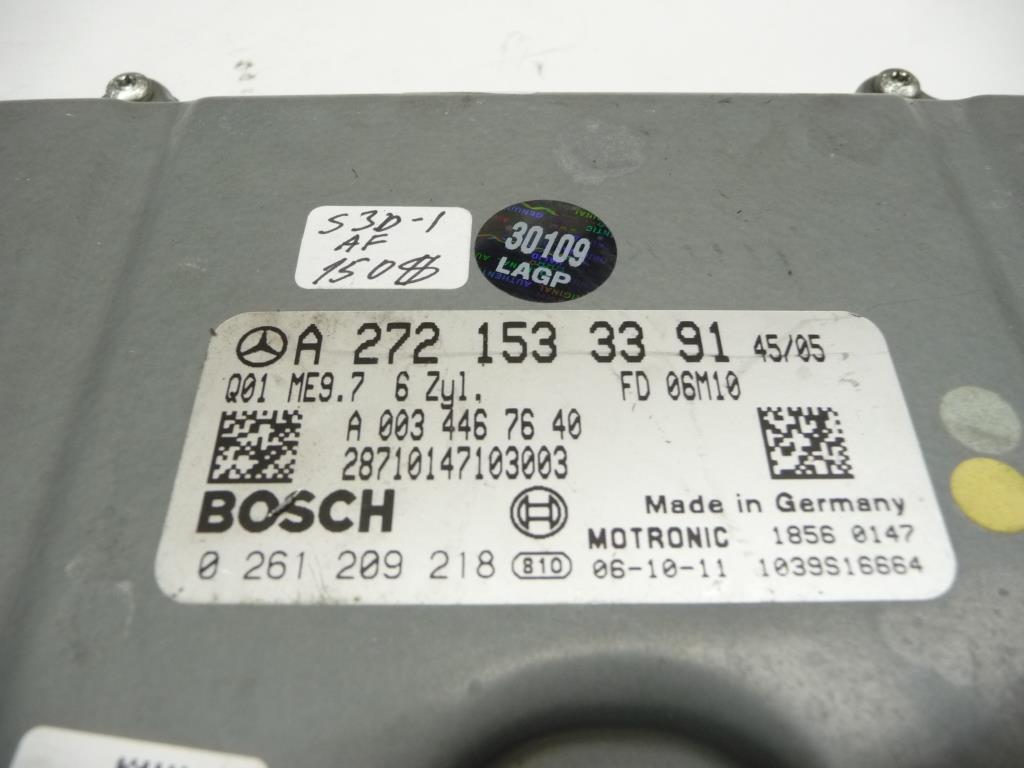 S3D-1
AF
1508
30109
LAGP
A 272 153 33 91 45/05
Q01 ME9.7 6 Zyl. FD 06M10
A 003 446 76 40
28710147103003
BOSCH
Made in Germany
MOTRONIC 1856 0147
0 261 209 218 810 06-10-11 1039S16664